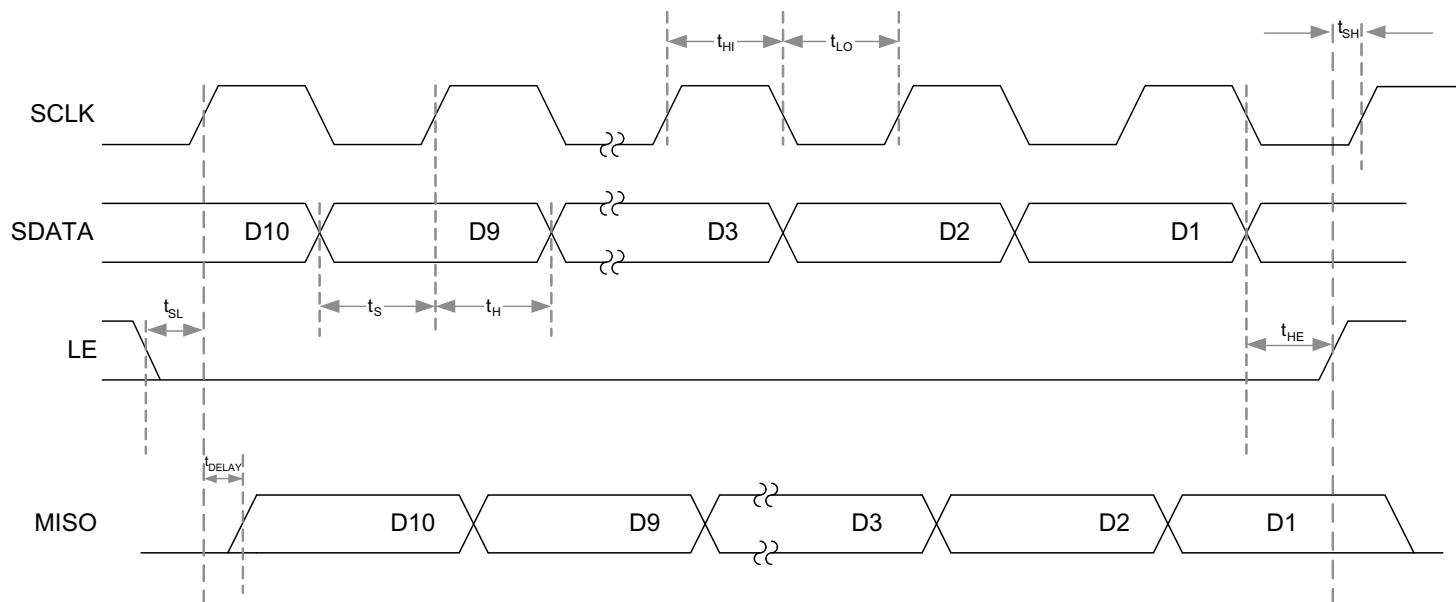 tHI tLO tSH
SCLK
SDATA D10 D9 D3 D2 D1
tSL tS tH tHE
LE
tDELAY
MISO D10 D9 D3 D2 D1